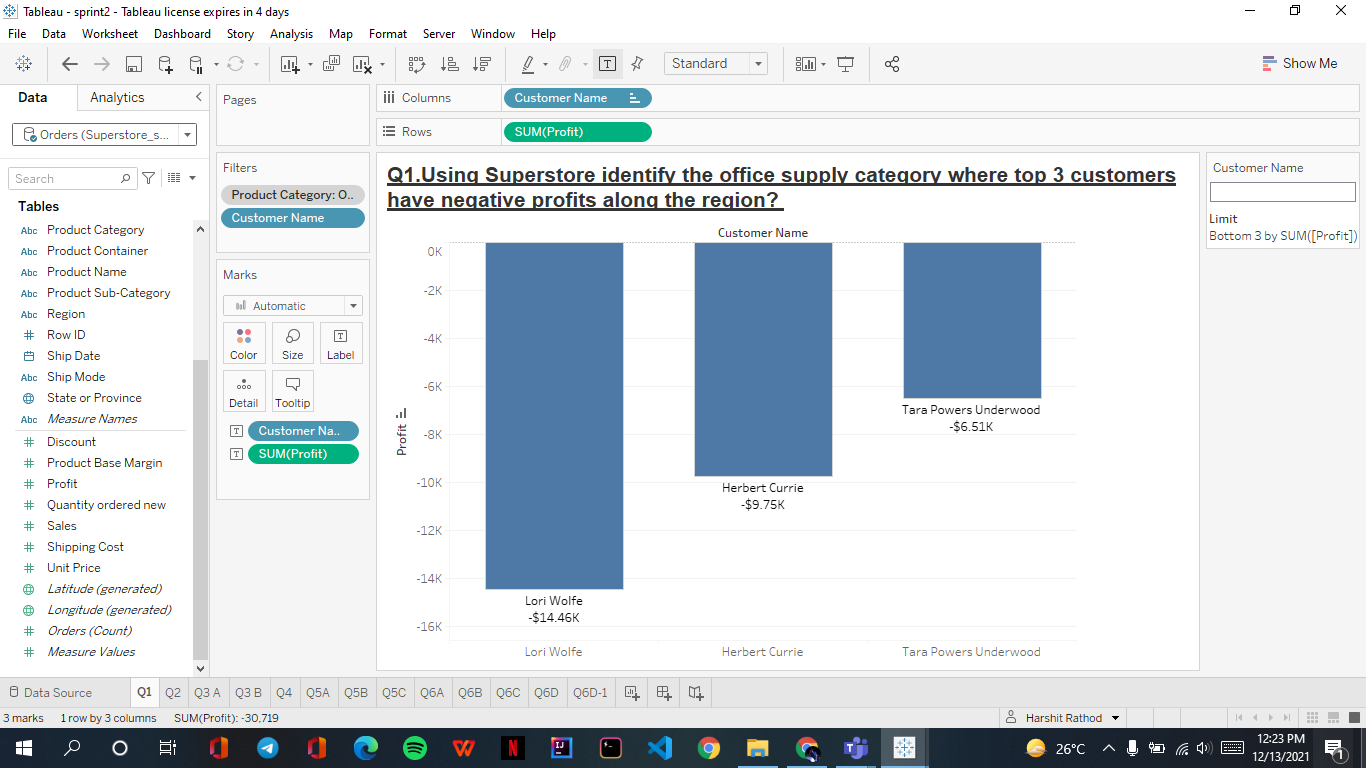 Tableau - sprint2 - Tableau license expires in 4 days
File Data Worksheet Dashboard Story Analysis Map Format Server Window Help
Standard
Show Me
Data Analytics
Orders (Superstore_s...
Search
Tables
Abc Product Category
Abc Product Container
Abc Product Name
Abc Product Sub-Category
Abc Region
# Row ID
Ship Date
Abc Ship Mode
State or Province
Abc Measure Names
# Discount
# Product Base Margin
# Profit
# Quantity ordered new
# Sales
# Shipping Cost
# Unit Price
Latitude (generated)
Longitude (generated)
# Orders (Count)
# Measure Values
Pages
Filters
Product Category: O..
Customer Name
Marks
Automatic
Color Size Label
Detail Tooltip
Customer Na..
SUM(Profit)
Columns Customer Name
Rows SUM(Profit)
Q1.Using Superstore identify the office supply category where top 3 customers
have negative profits along the region?
Customer Name
0K
-2K
-4K
-6K
-8K
-10K
-12K
-14K
-16K
Profit
Lori Wolfe
-$14.46K
Herbert Currie
-$9.75K
Tara Powers Underwood
-$6.51K
Lori Wolfe Herbert Currie Tara Powers Underwood
Customer Name
Limit
Bottom 3 by SUM([Profit])
Data Source Q1 Q2 Q3 A Q3 B Q4 Q5A Q5B Q5C Q6A Q6B Q6C Q6D Q6D-1
3 marks 1 row by 3 columns SUM(Profit): -30.719
Harshit Rathod
26°C
12:23 PM
12/13/2021
1